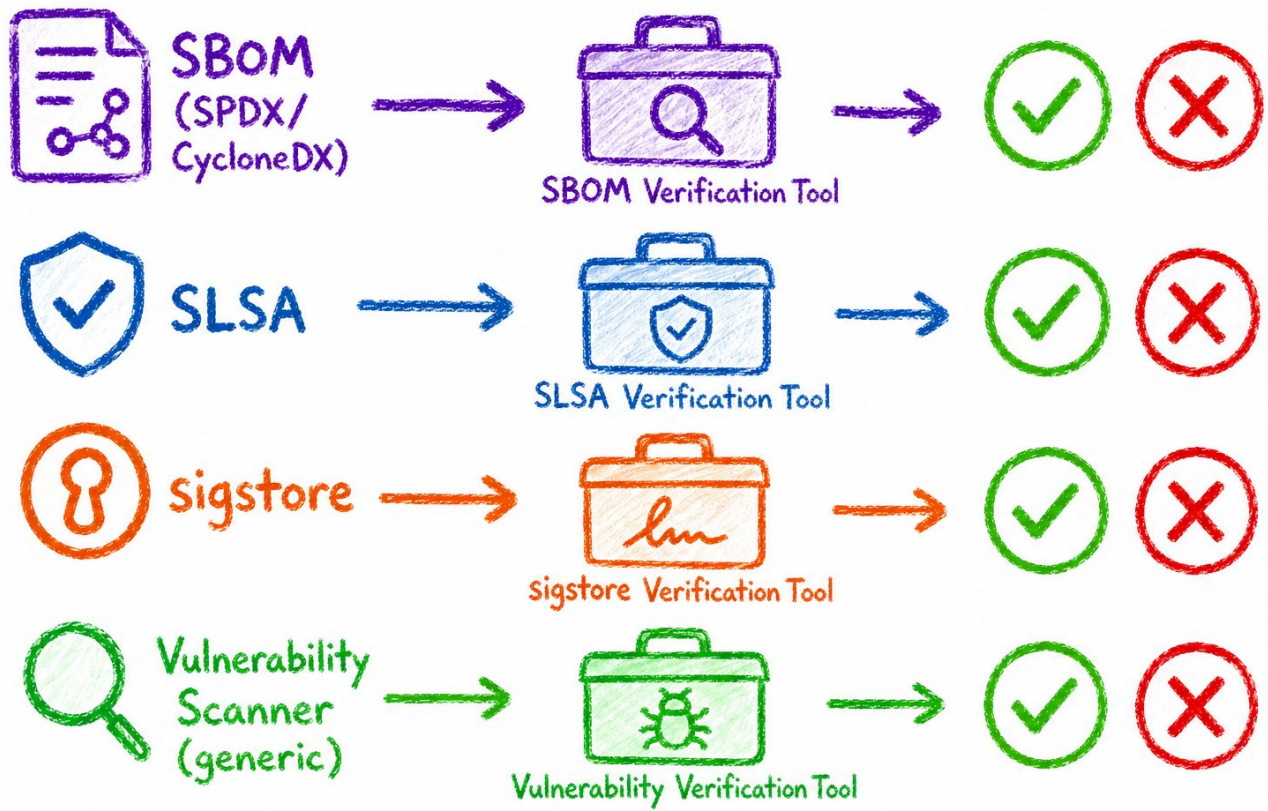 SBOM
(SPDX/
CycloneDX)
SBOM Verification Tool
SLSA
SLSA Verification Tool
sigstore
sigstore Verification Tool
Vulnerability
Scanner
(generic)
Vulnerability Verification Tool